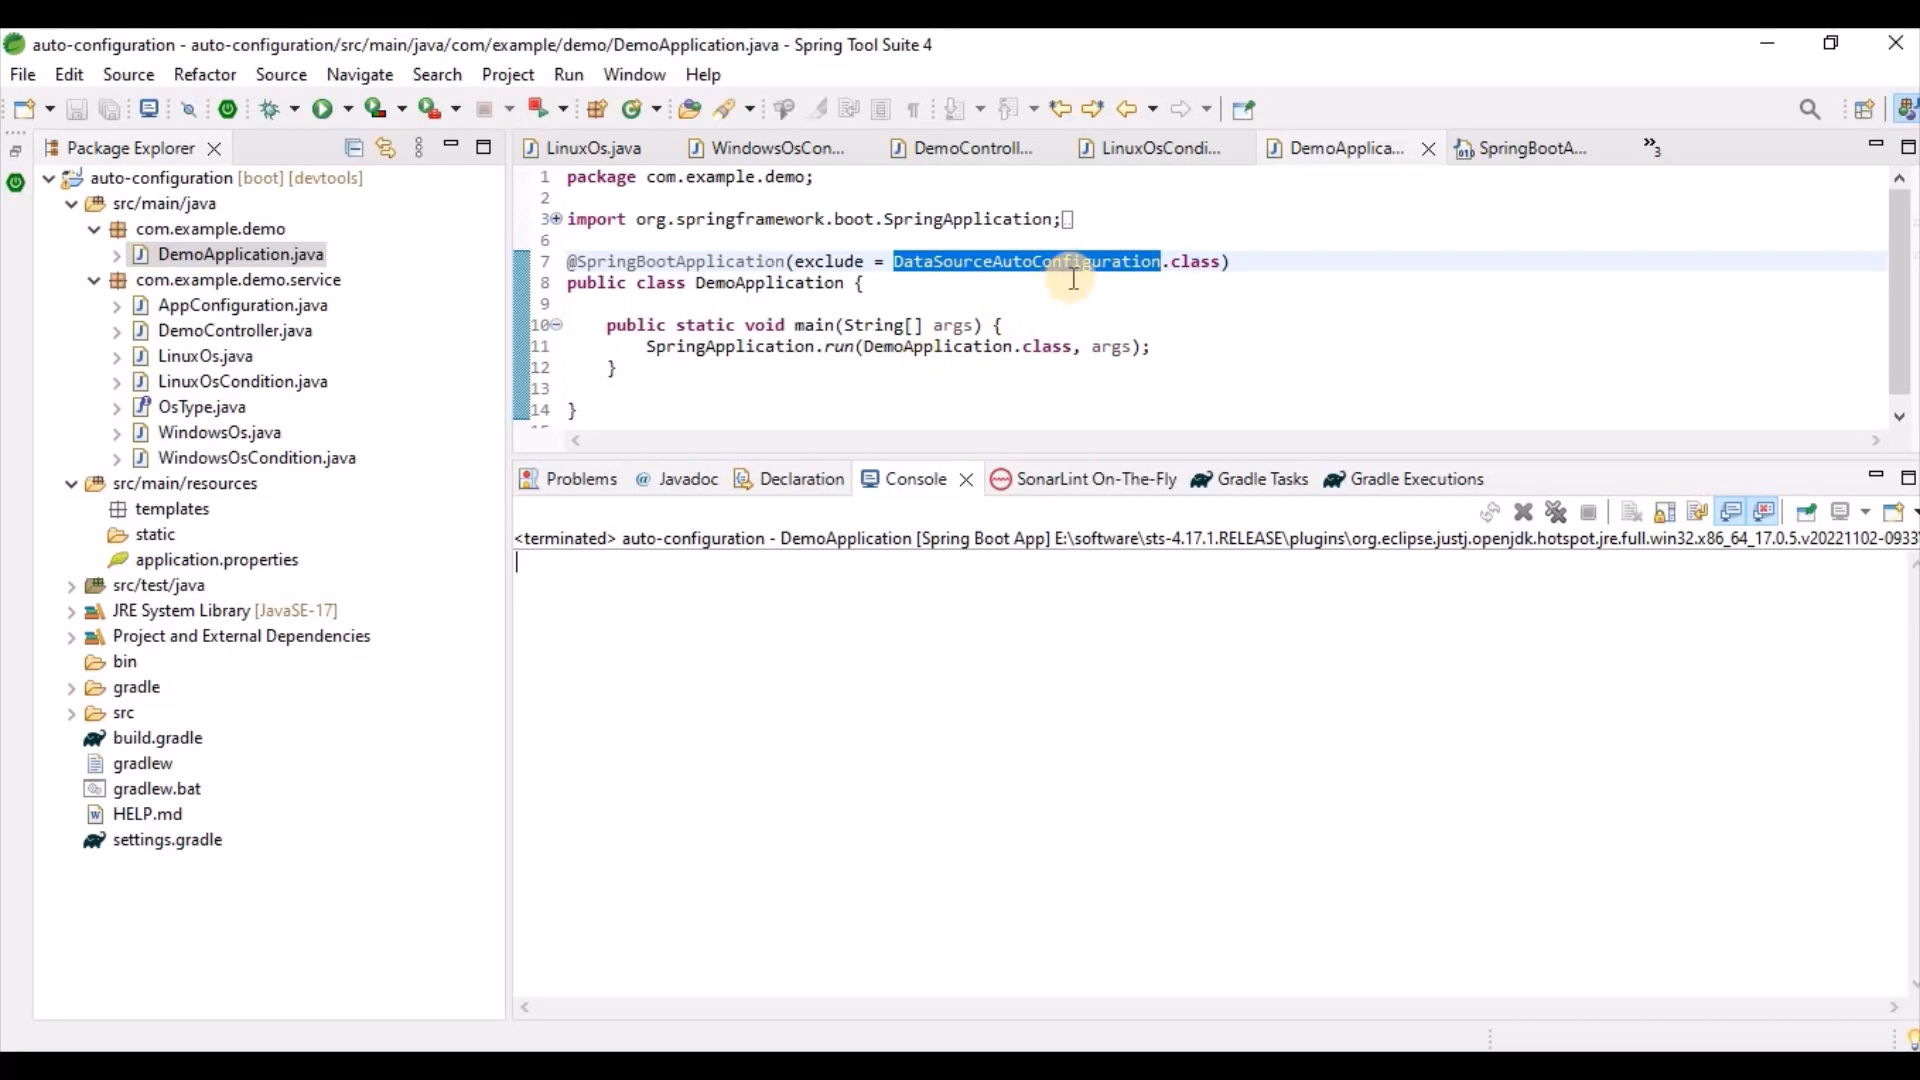 auto-configuration - auto-configuration/src/main/java/com/example/demo/DemoApplication.java - Spring Tool Suite 4
File Edit Source Refactor Source Navigate Search Project Run Window Help
Package Explorer
auto-configuration [boot] [devtools]
src/main/java
com.example.demo
DemoApplication.java
com.example.demo.service
AppConfiguration.java
DemoController.java
LinuxOs.java
LinuxOsCondition.java
OsType.java
WindowsOs.java
WindowsOsCondition.java
src/main/resources
templates
static
application.properties
src/test/java
JRE System Library [JavaSE-17]
Project and External Dependencies
bin
gradle
src
build.gradle
gradlew
gradlew.bat
HELP.md
settings.gradle
LinuxOs.java WindowsOsCon... DemoControll... LinuxOsCondi... DemoApplica... SpringBootA... »3
1 package com.example.demo;
2
3 import org.springframework.boot.SpringApplication;
6
7 @SpringBootApplication(exclude = DataSourceAutoConfiguration.class)
8 public class DemoApplication {
9
10 public static void main(String[] args) {
11 SpringApplication.run(DemoApplication.class, args);
12 }
13
14 }
Problems @ Javadoc Declaration Console SonarLint On-The-Fly Gradle Tasks Gradle Executions
<terminated> auto-configuration - DemoApplication [Spring Boot App] E:\software\sts-4.17.1.RELEASE\plugins\org.eclipse.justj.openjdk.hotspot.jre.full.win32.x86_64_17.0.5.v20221102-0933